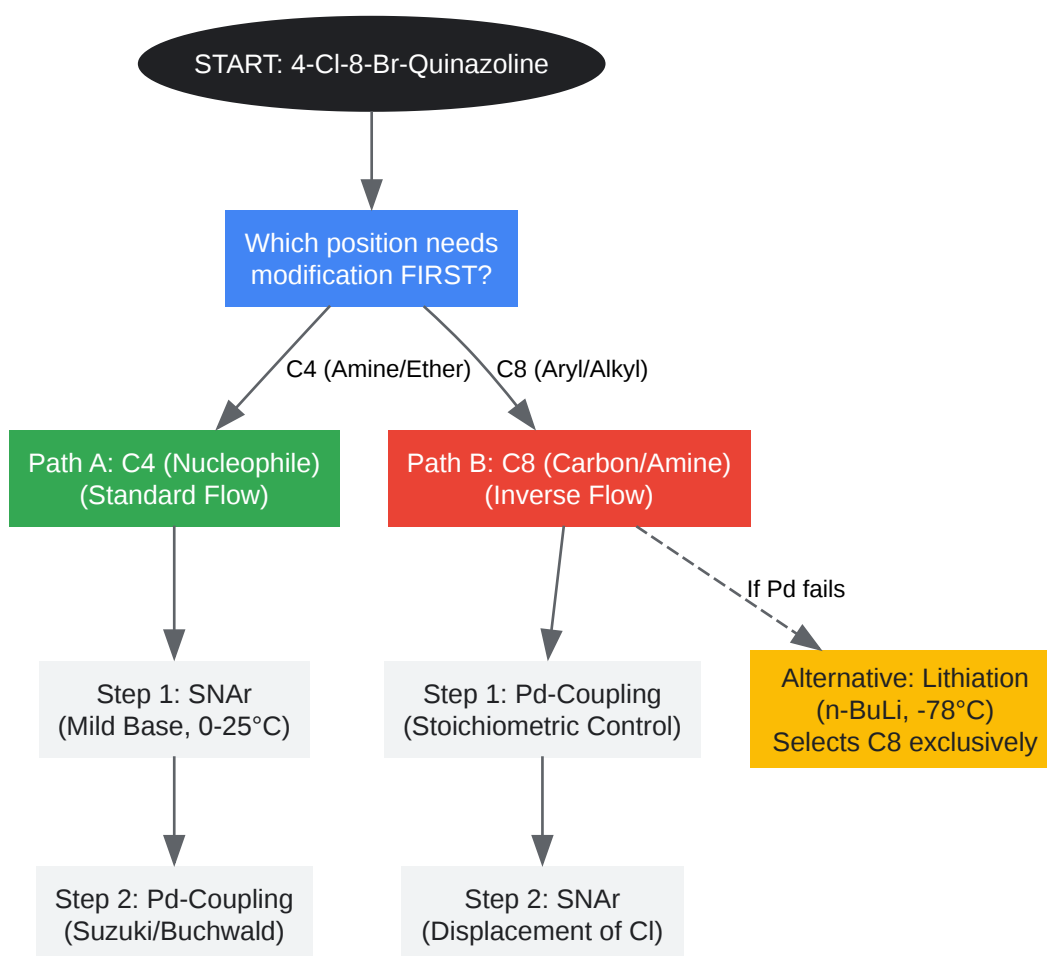 START: 4-Cl-8-Br-Quinazoline
Which position needs
modification FIRST?
C4 (Amine/Ether)
C8 (Aryl/Alkyl)
Path A: C4 (Nucleophile)
(Standard Flow)
Path B: C8 (Carbon/Amine)
(Inverse Flow)
If Pd fails
Step 1: SNAr
(Mild Base, 0-25°C)
Step 1: Pd-Coupling
(Stoichiometric Control)
Alternative: Lithiation
(n-BuLi, -78°C)
Selects C8 exclusively
Step 2: Pd-Coupling
(Suzuki/Buchwald)
Step 2: SNAr
(Displacement of Cl)